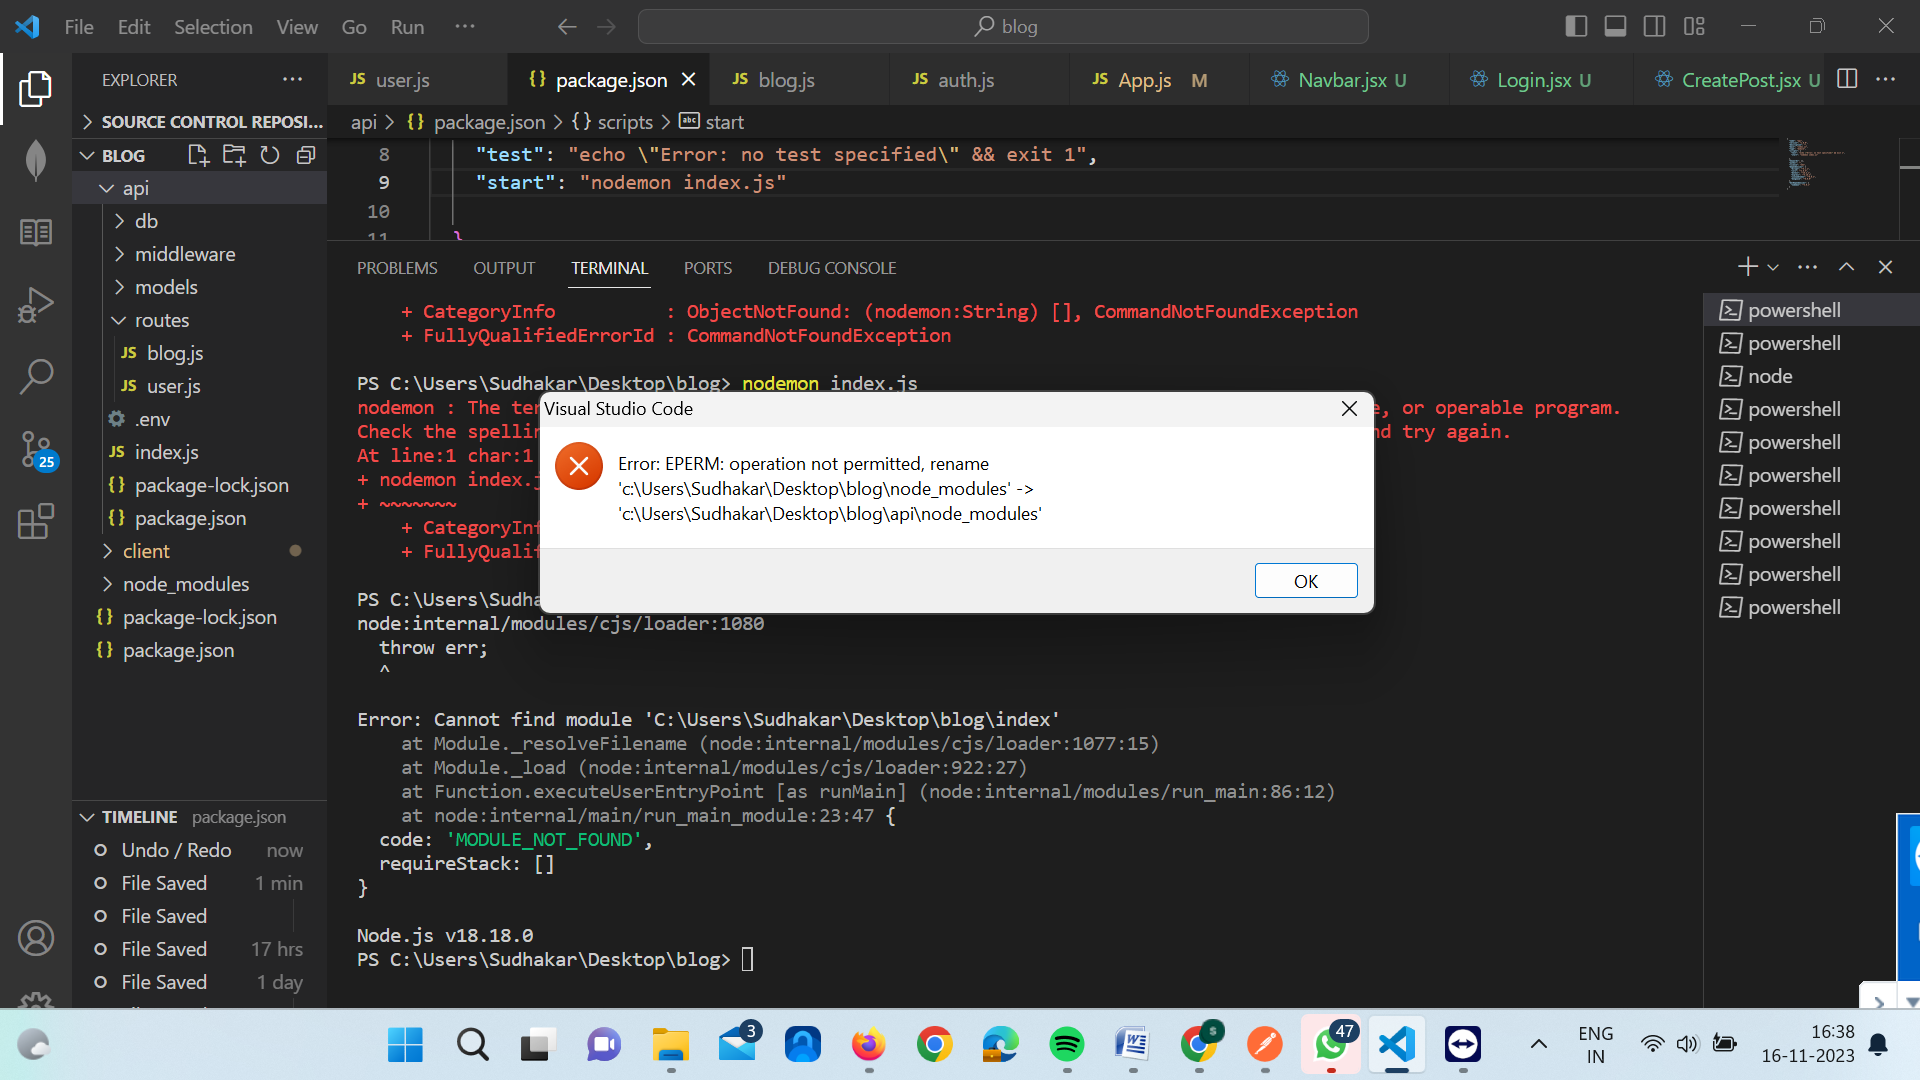 File Edit Selection View Go Run ···
blog
EXPLORER ···
SOURCE CONTROL REPOSI...
BLOG
api
db
middleware
models
routes
JS blog.js
JS user.js
.env
JS index.js
{} package-lock.json
{} package.json
client
node_modules
{} package-lock.json
{} package.json
TIMELINE package.json
Undo / Redo now
File Saved 1 min
File Saved
File Saved 17 hrs
File Saved 1 day
25
JS user.js
{} package.json
JS blog.js
JS auth.js
JS App.js M
Navbar.jsx U
Login.jsx U
CreatePost.jsx U
api > {} package.json > {} scripts > abc start
8 "test": "echo \"Error: no test specified\" && exit 1",
9 "start": "nodemon index.js"
10
11 }
PROBLEMS OUTPUT TERMINAL PORTS DEBUG CONSOLE
+ CategoryInfo : ObjectNotFound: (nodemon:String) [], CommandNotFoundException
+ FullyQualifiedErrorId : CommandNotFoundException
PS C:\Users\Sudhakar\Desktop\blog> nodemon index.js
nodemon : The ter e, or operable program.
Check the spellin nd try again.
At line:1 char:1
+ nodemon index.j
+ ~~~~~~~
+ CategoryInf
+ FullyQualif
PS C:\Users\Sudha
node:internal/modules/cjs/loader:1080
throw err;
^
Error: Cannot find module 'C:\Users\Sudhakar\Desktop\blog\index'
at Module._resolveFilename (node:internal/modules/cjs/loader:1077:15)
at Module._load (node:internal/modules/cjs/loader:922:27)
at Function.executeUserEntryPoint [as runMain] (node:internal/modules/run_main:86:12)
at node:internal/main/run_main_module:23:47 {
code: 'MODULE_NOT_FOUND',
requireStack: []
}
Node.js v18.18.0
PS C:\Users\Sudhakar\Desktop\blog>
Visual Studio Code
Error: EPERM: operation not permitted, rename
'c:\Users\Sudhakar\Desktop\blog\node_modules' ->
'c:\Users\Sudhakar\Desktop\blog\api\node_modules'
OK
powershell
powershell
node
powershell
powershell
powershell
powershell
powershell
powershell
powershell
3
S
47
ENG
IN
16:38
16-11-2023